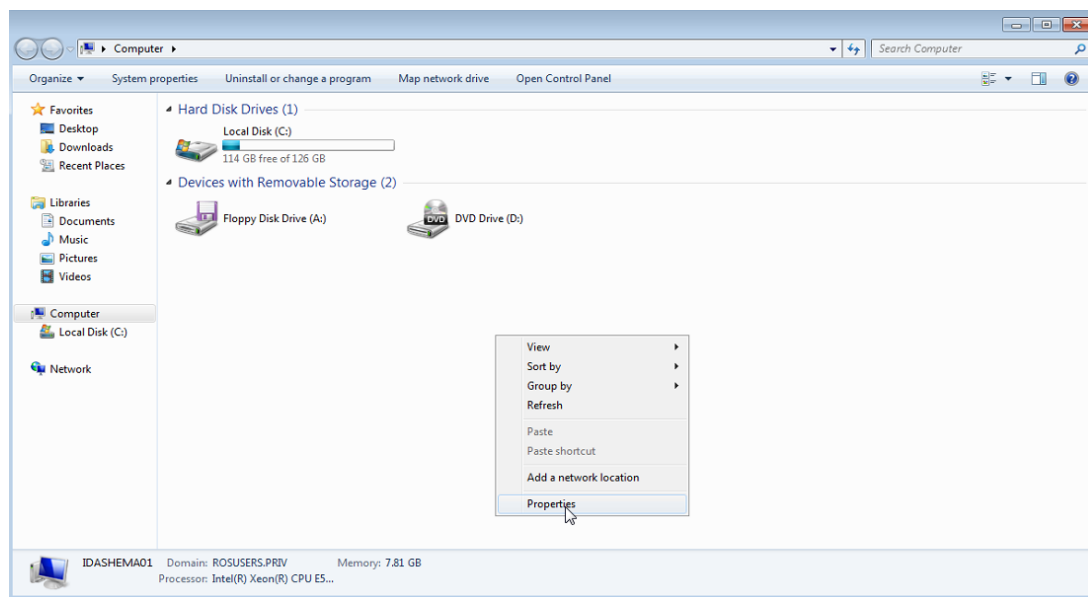 Computer
Search Computer
Organize
System properties
Uninstall or change a program
Map network drive
Open Control Panel
Favorites
Desktop
Downloads
Recent Places
Libraries
Documents
Music
Pictures
Videos
Computer
Local Disk (C:)
Network
Hard Disk Drives (1)
Local Disk (C:)
114 GB free of 126 GB
Devices with Removable Storage (2)
Floppy Disk Drive (A:)
DVD
DVD Drive (D:)
View
Sort by
Group by
Refresh
Paste
Paste shortcut
Add a network location
Properties
IDASHEMA01 Domain: ROSUSERS.PRIV Memory: 7.81 GB
Processor: Intel(R) Xeon(R) CPU E5...